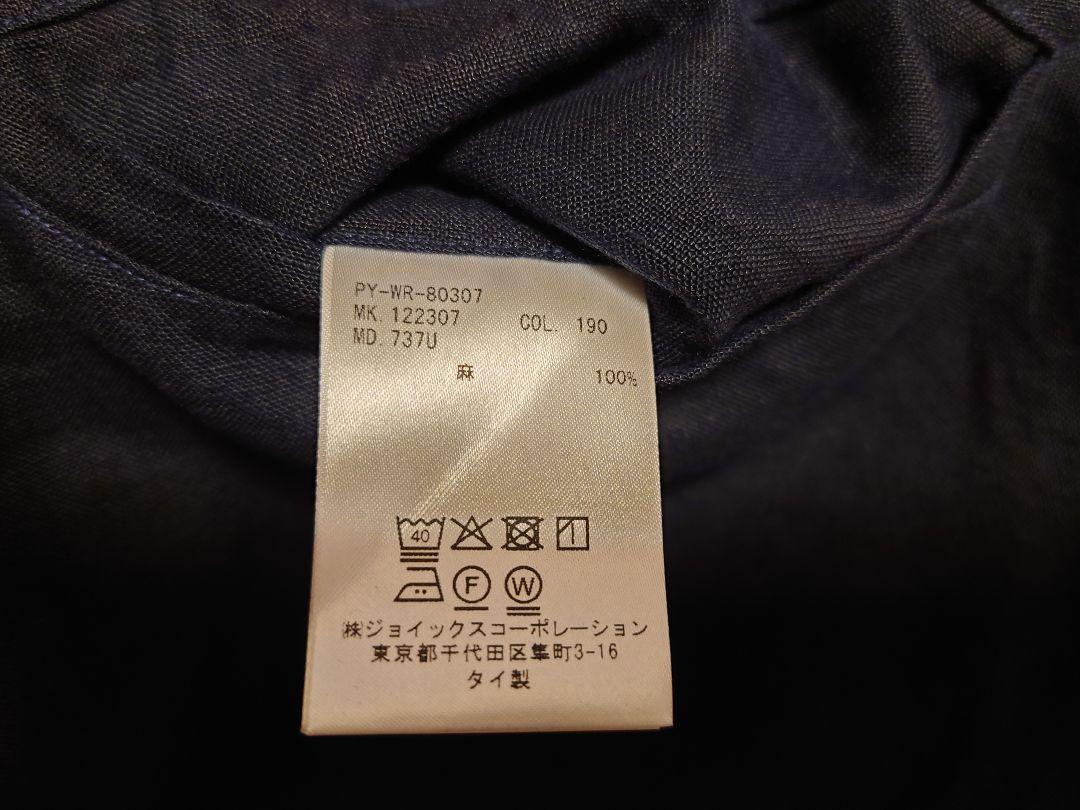 PY-WR-80307
MK. 122307 COL. 190
MD. 737U
麻 100%
40
F W
㈱ジョイックスコーポレーション
東京都千代田区隼町3-16
タイ製